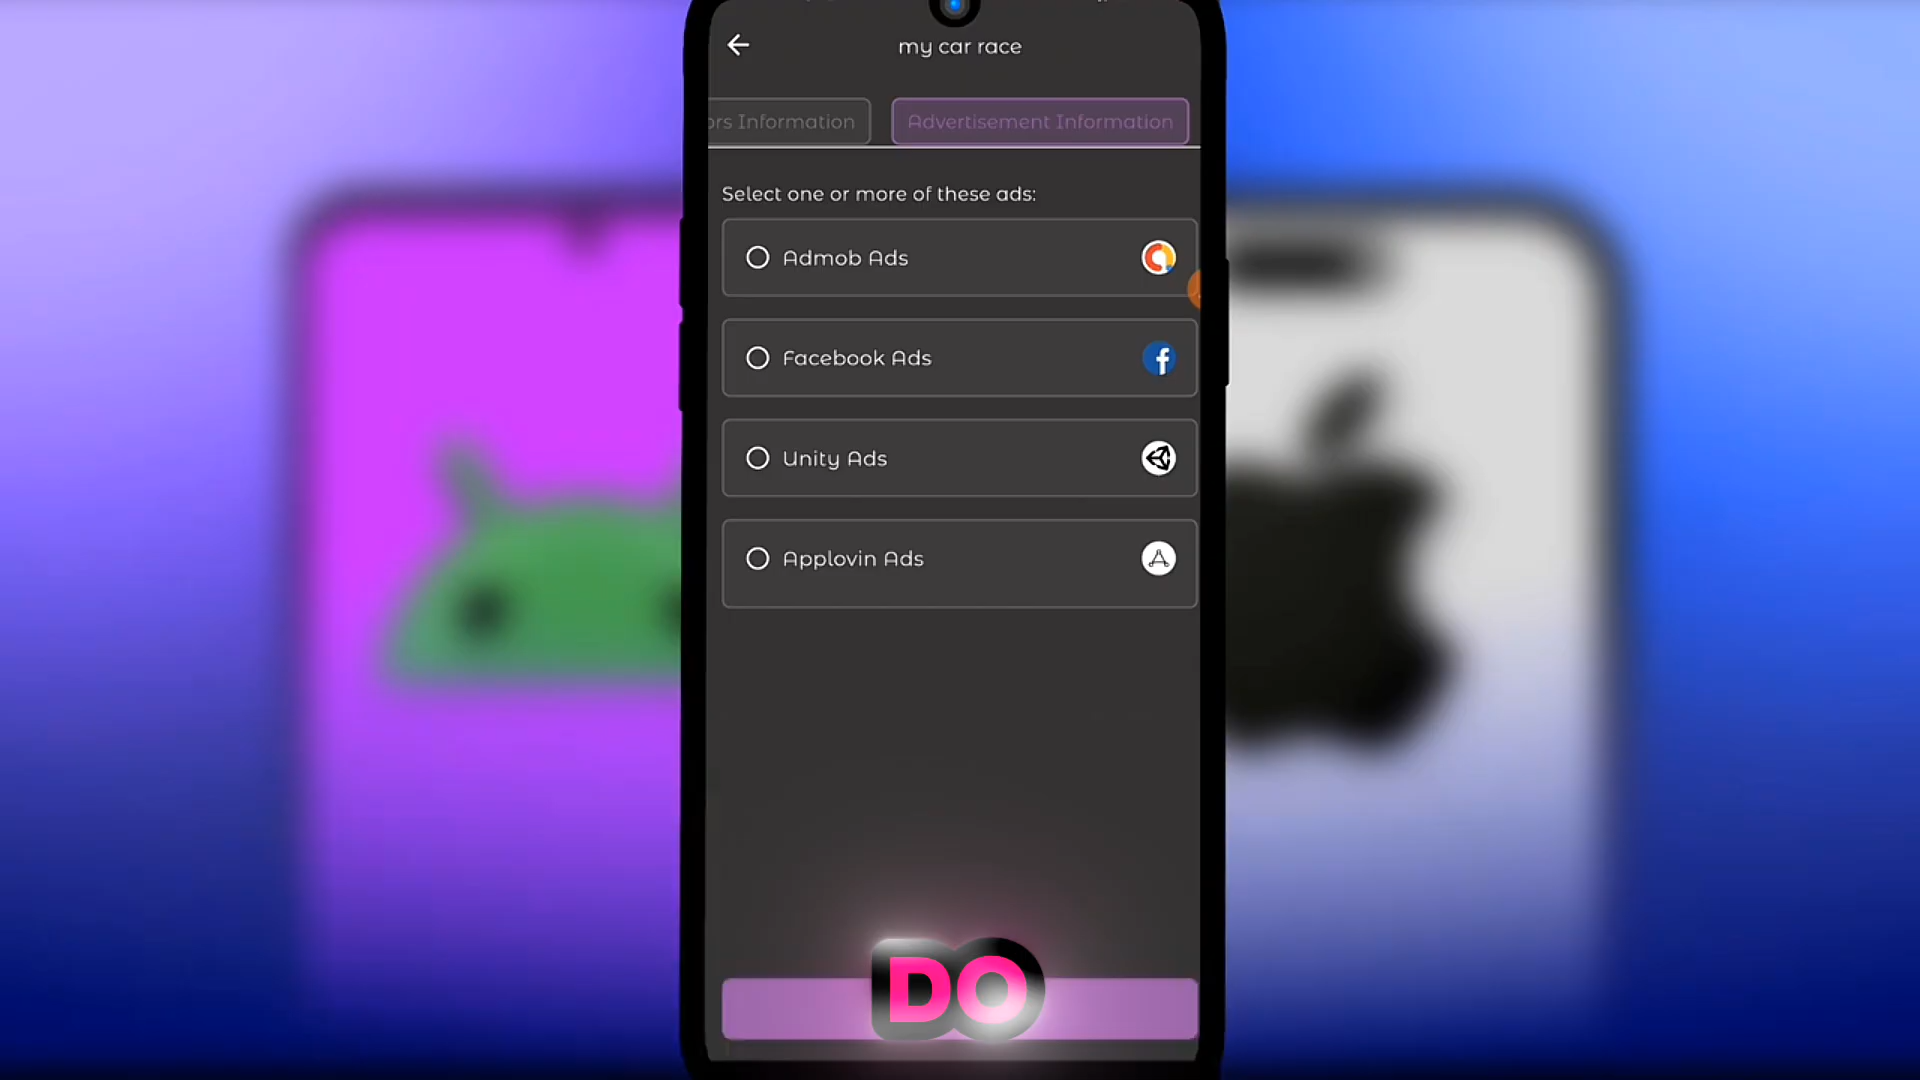 my car race
ors Information
Advertisement Information
Select one or more of these ads:
Admob Ads
Facebook Ads
Unity Ads
Applovin Ads
DO